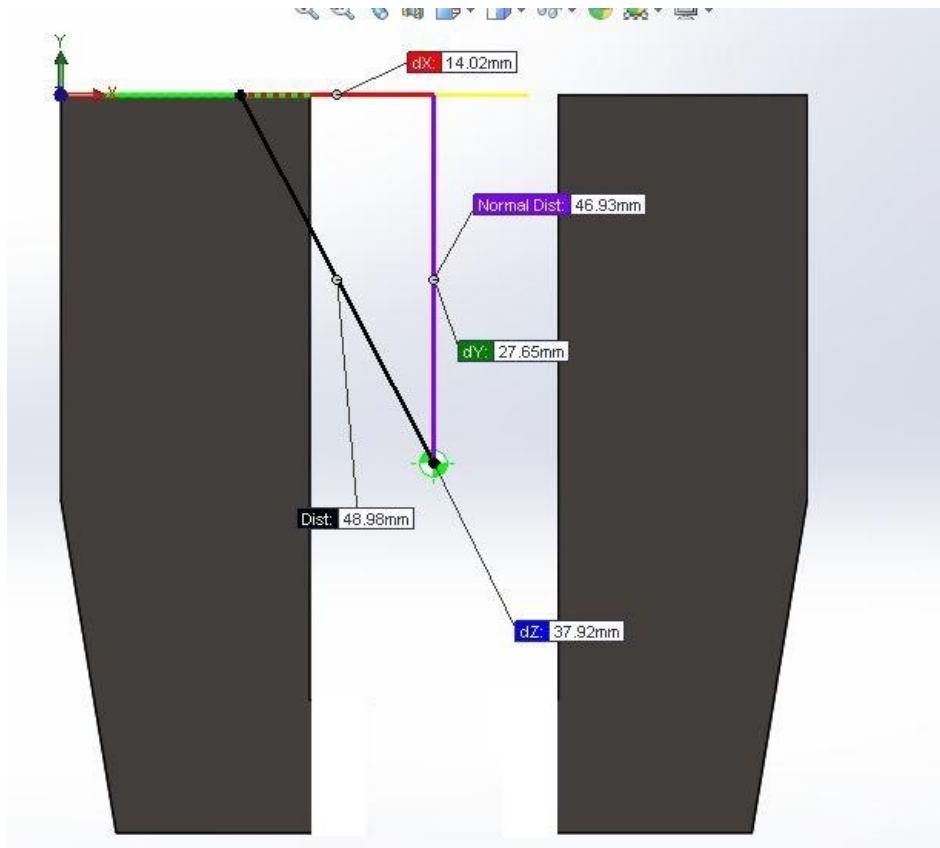 dX: 14.02mm
Y
X
Normal Dist: 46.93mm
dY: 27.65mm
Dist: 48.98mm
dZ: 37.92mm